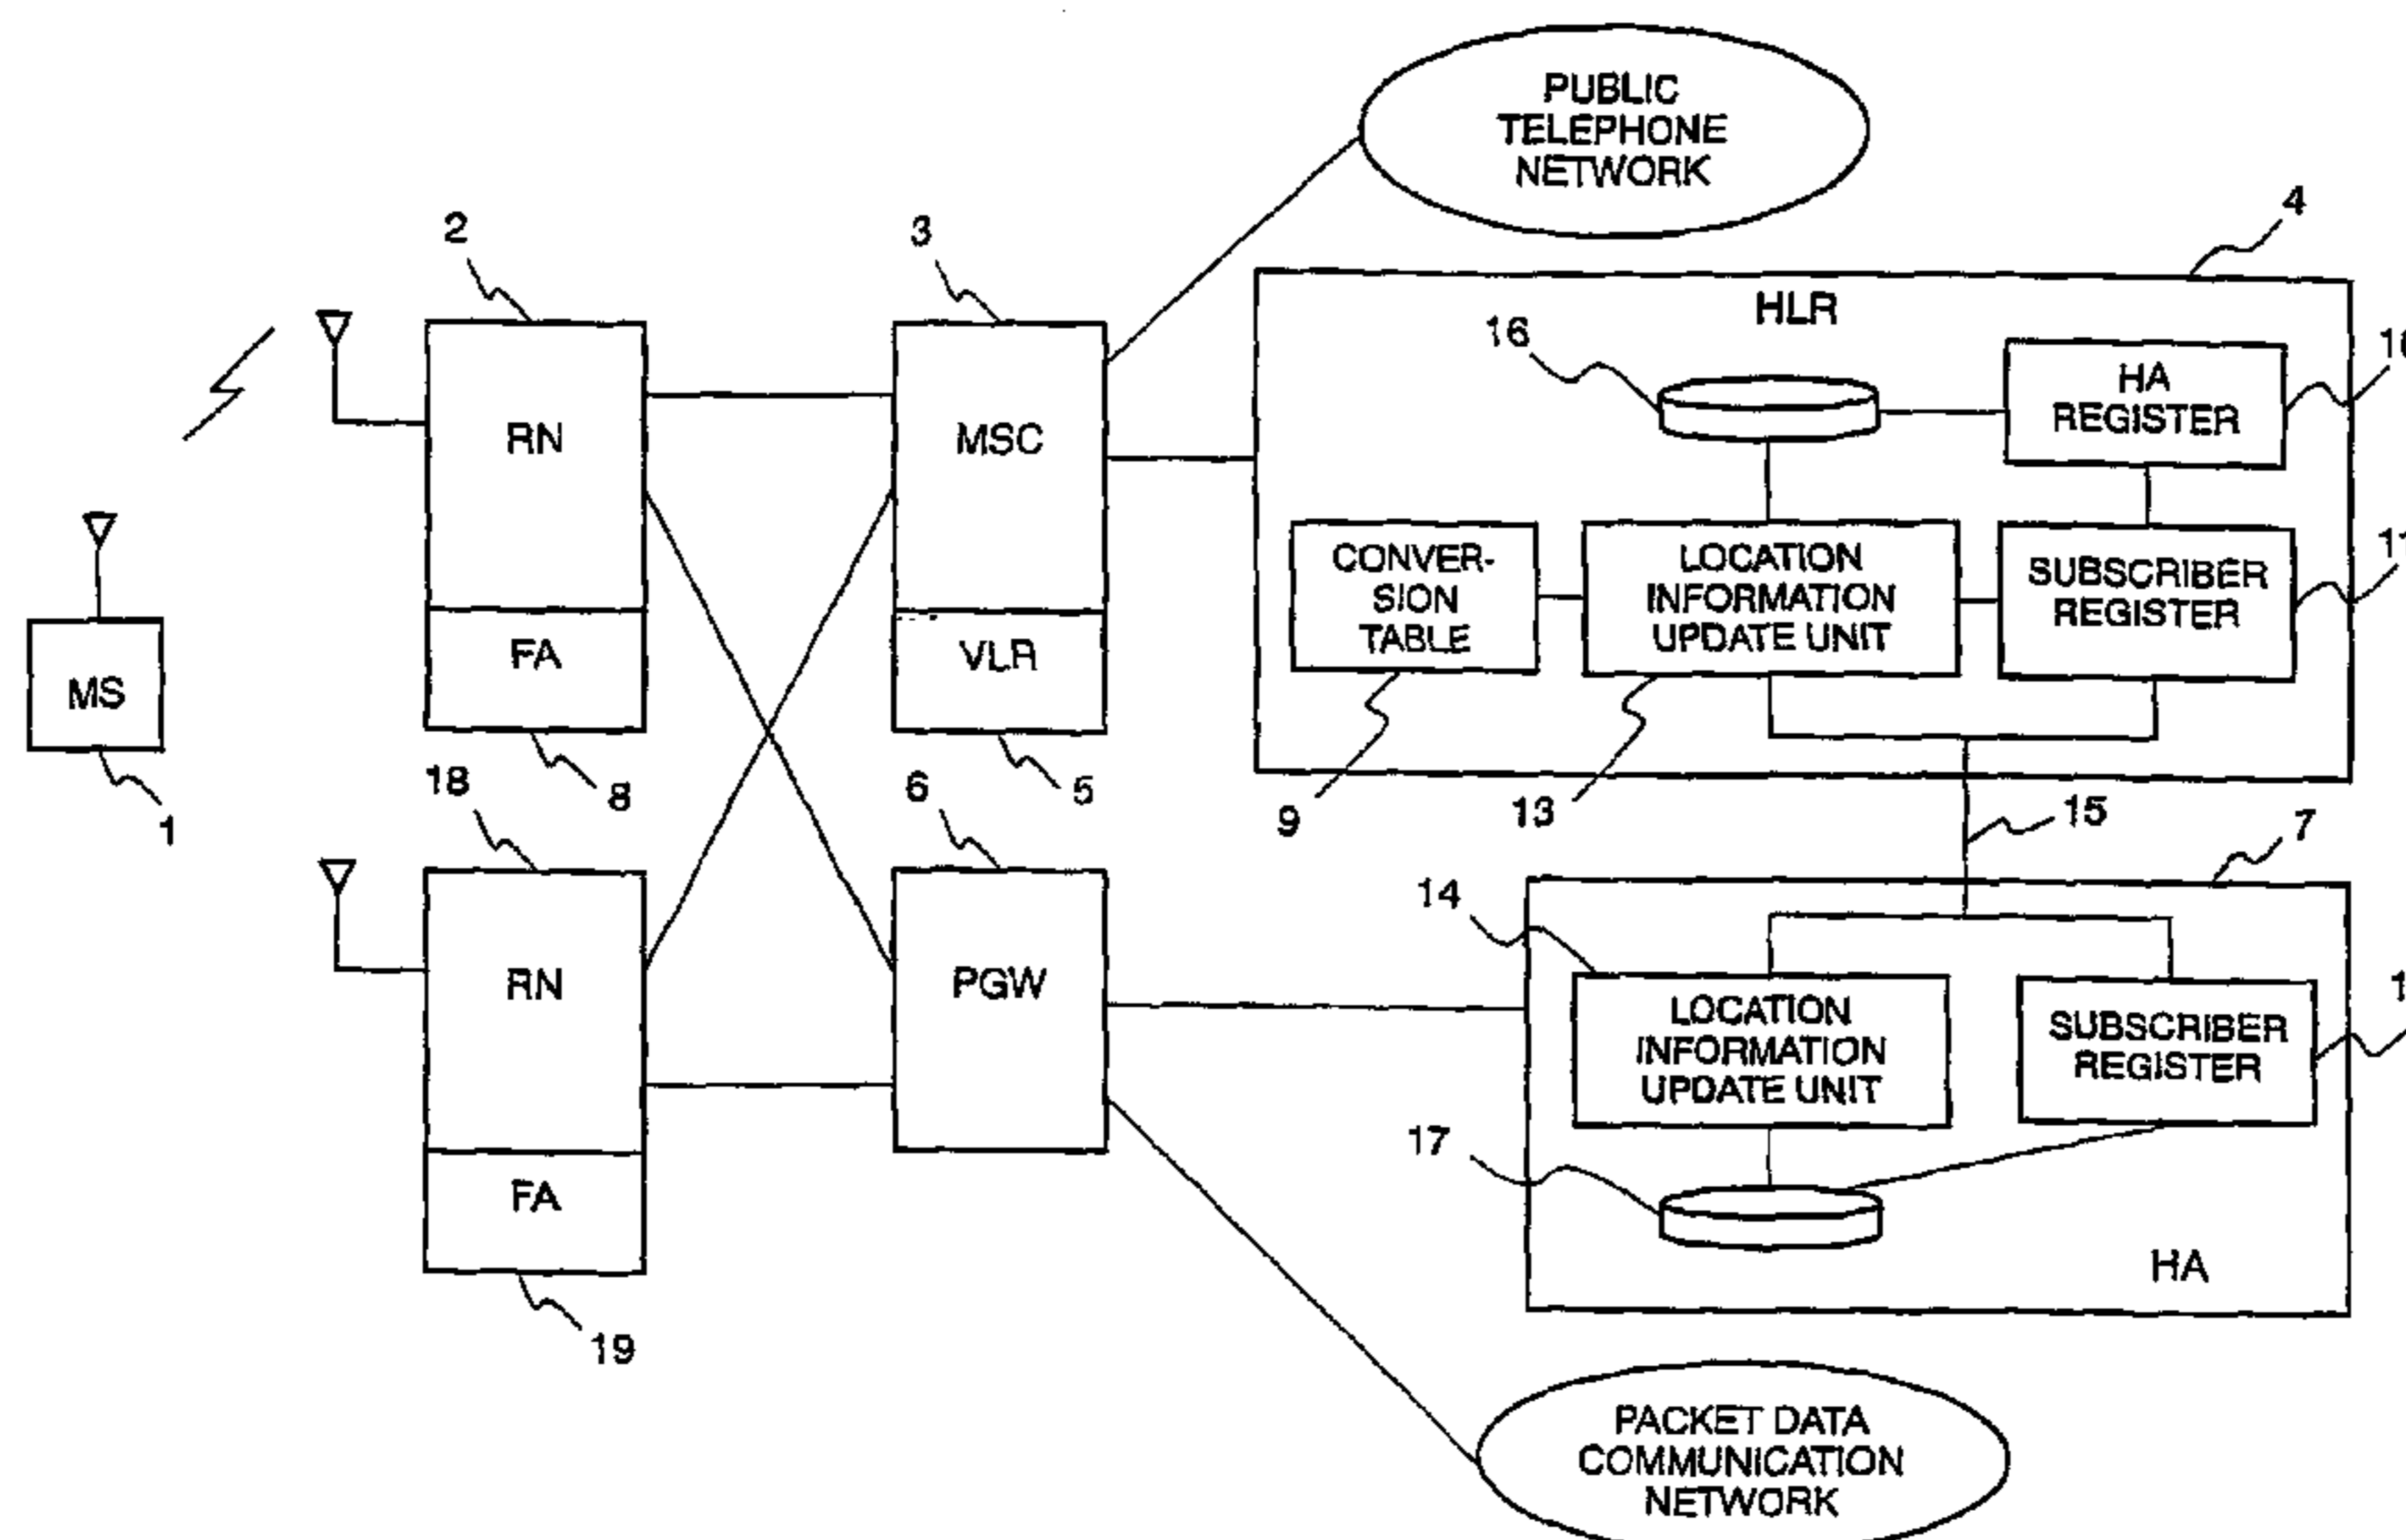 PUBLIC
TELEPHONE
NETWORK
4
2
3
HLR
16
HA
REGISTER
RN
MSC
CONVER-
SION
TABLE
LOCATION
INFORMATION
UPDATE UNIT
SUBSCRIBER
REGISTER
11
FA
VLR
MS
1
8
5
9
13
15
7
18
6
14
RN
PGW
LOCATION
INFORMATION
UPDATE UNIT
SUBSCRIBER
REGISTER
17
FA
HA
19
PACKET DATA
COMMUNICATION
NETWORK